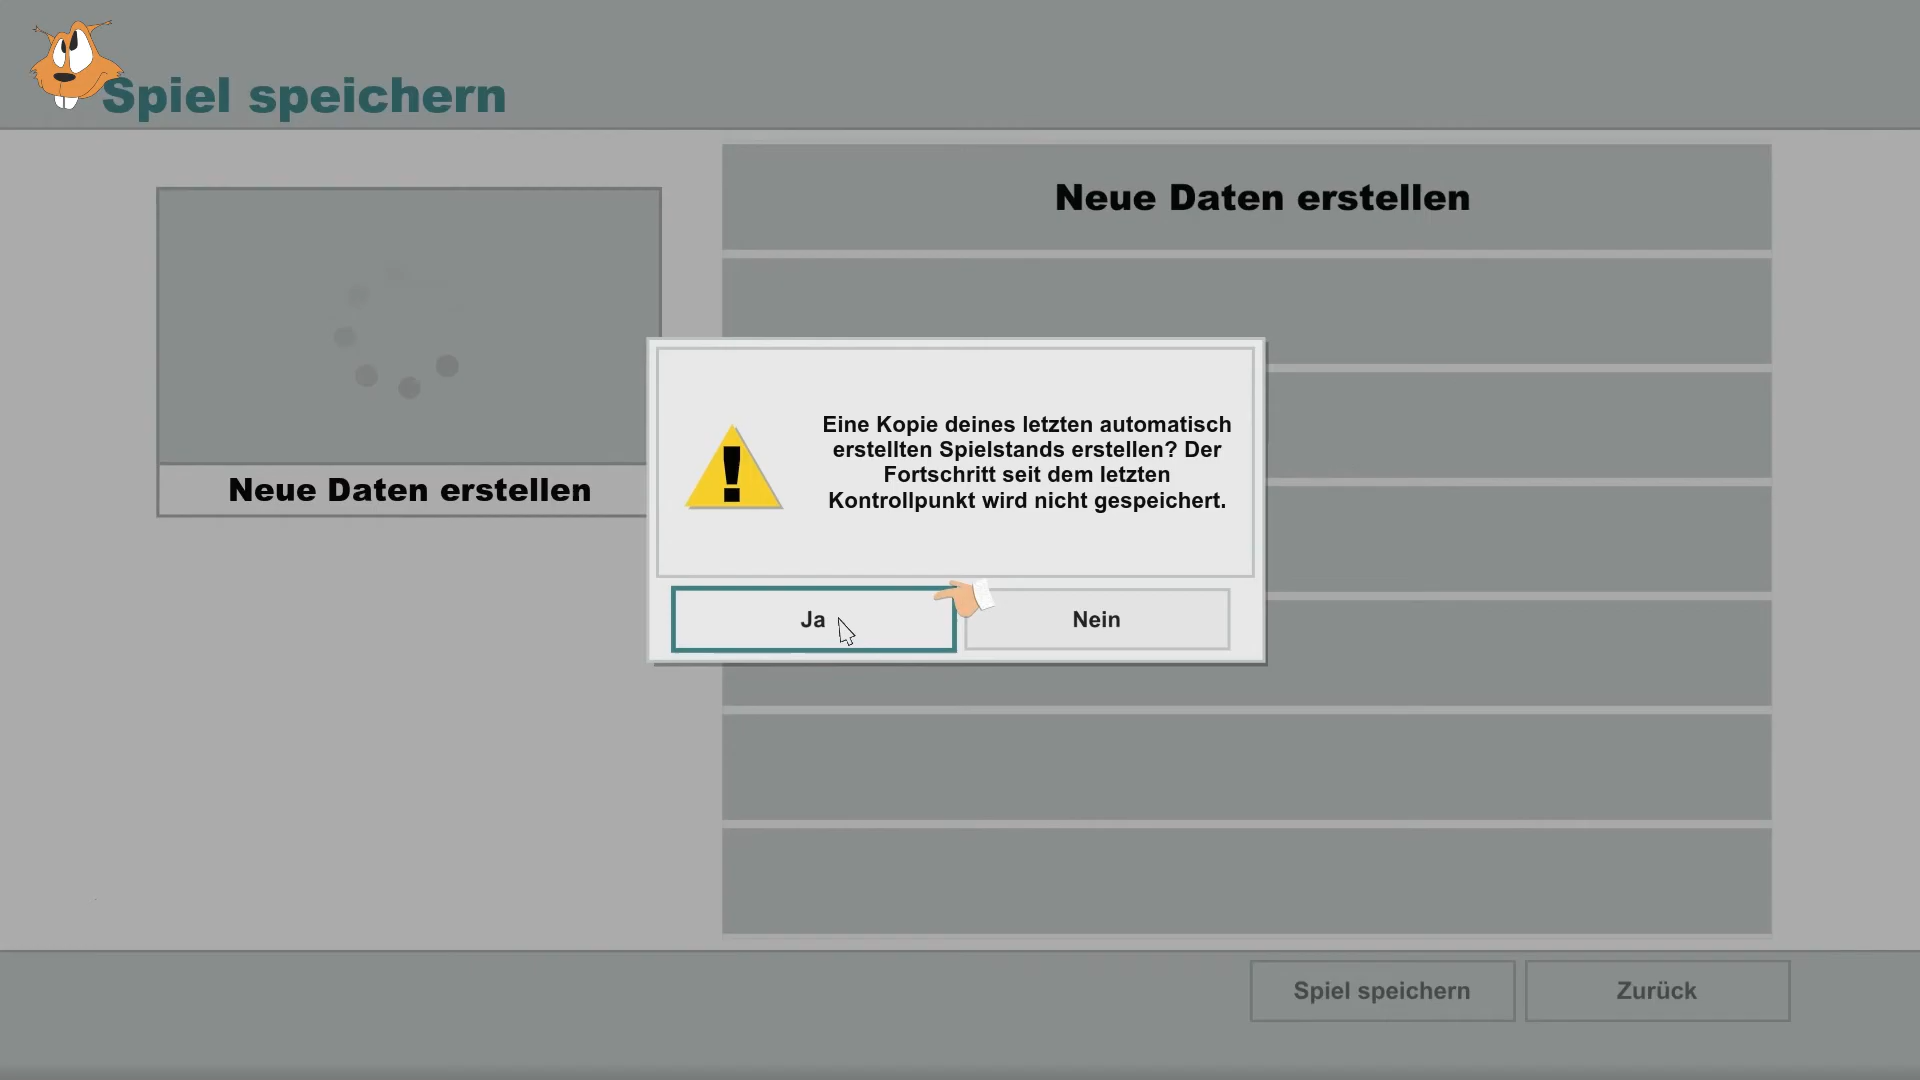 Spiel speichern
Neue Daten erstellen
Neue Daten erstellen
Eine Kopie deines letzten automatisch
erstellten Spielstands erstellen? Der
Fortschritt seit dem letzten
Kontrollpunkt wird nicht gespeichert.
Ja
Nein
Spiel speichern
Zurück